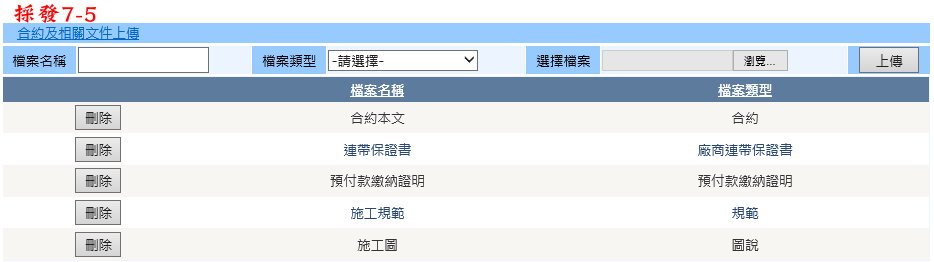 採發7-5
合約及相關文件上傳
檔案名稱 檔案類型 -請選擇- 選擇檔案 瀏覽... 上傳
檔案名稱 檔案類型
刪除 合約本文 合約
刪除 連帶保證書 廠商連帶保證書
刪除 預付款繳納證明 預付款繳納證明
刪除 施工規範 規範
刪除 施工圖 圖說